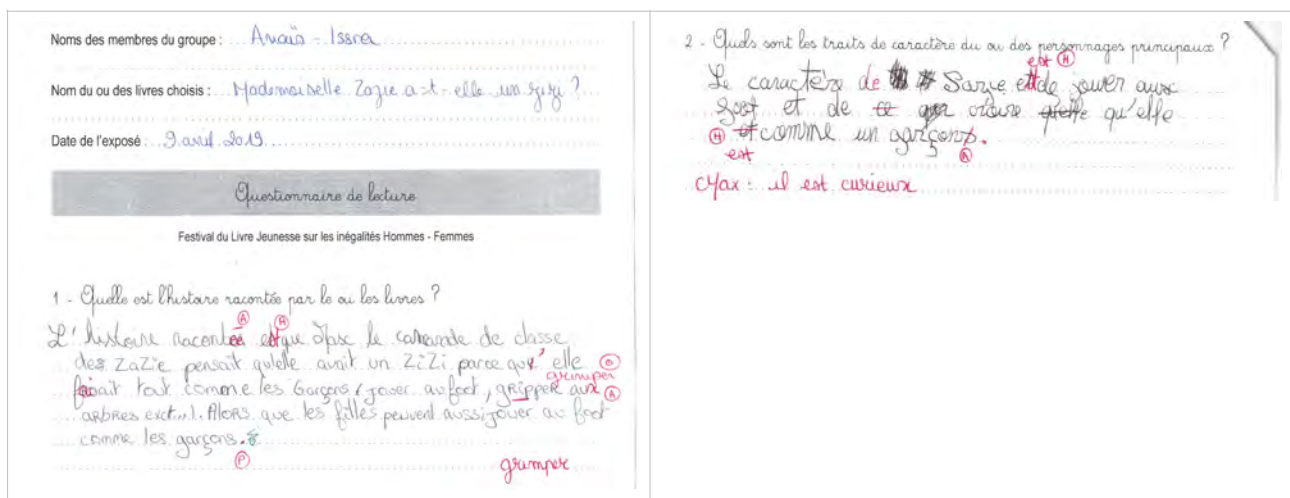 Noms des membres du groupe : Anaïs - Issra
Nom du ou des livres choisis : Mademoiselle Zazie a-t-elle un zizi ?
Date de l'exposé : 9 avril 2019
Questionnaire de lecture
Festival du Livre Jeunesse sur les inégalités Hommes - Femmes
1 - Quelle est l'histoire racontée par le ou les livres ?
L'histoire racontée est que Max le camarade de classe
des ZaZie pensait qu'elle avait un ZiZi parce qu'elle
grimper
faisait tout comme les Garçons (jouer au foot, gripper aux
arbres exct...). Alors que les filles peuvent aussi jouer au foot
comme les garçons.
grimper
2 - Quels sont les traits de caractère du ou des personnages principaux ?
est H
Le caractère de Sazie et de jouer aux
foot et de croire qu'elle
H et comme un garçons.
est A
Max : il est curieux